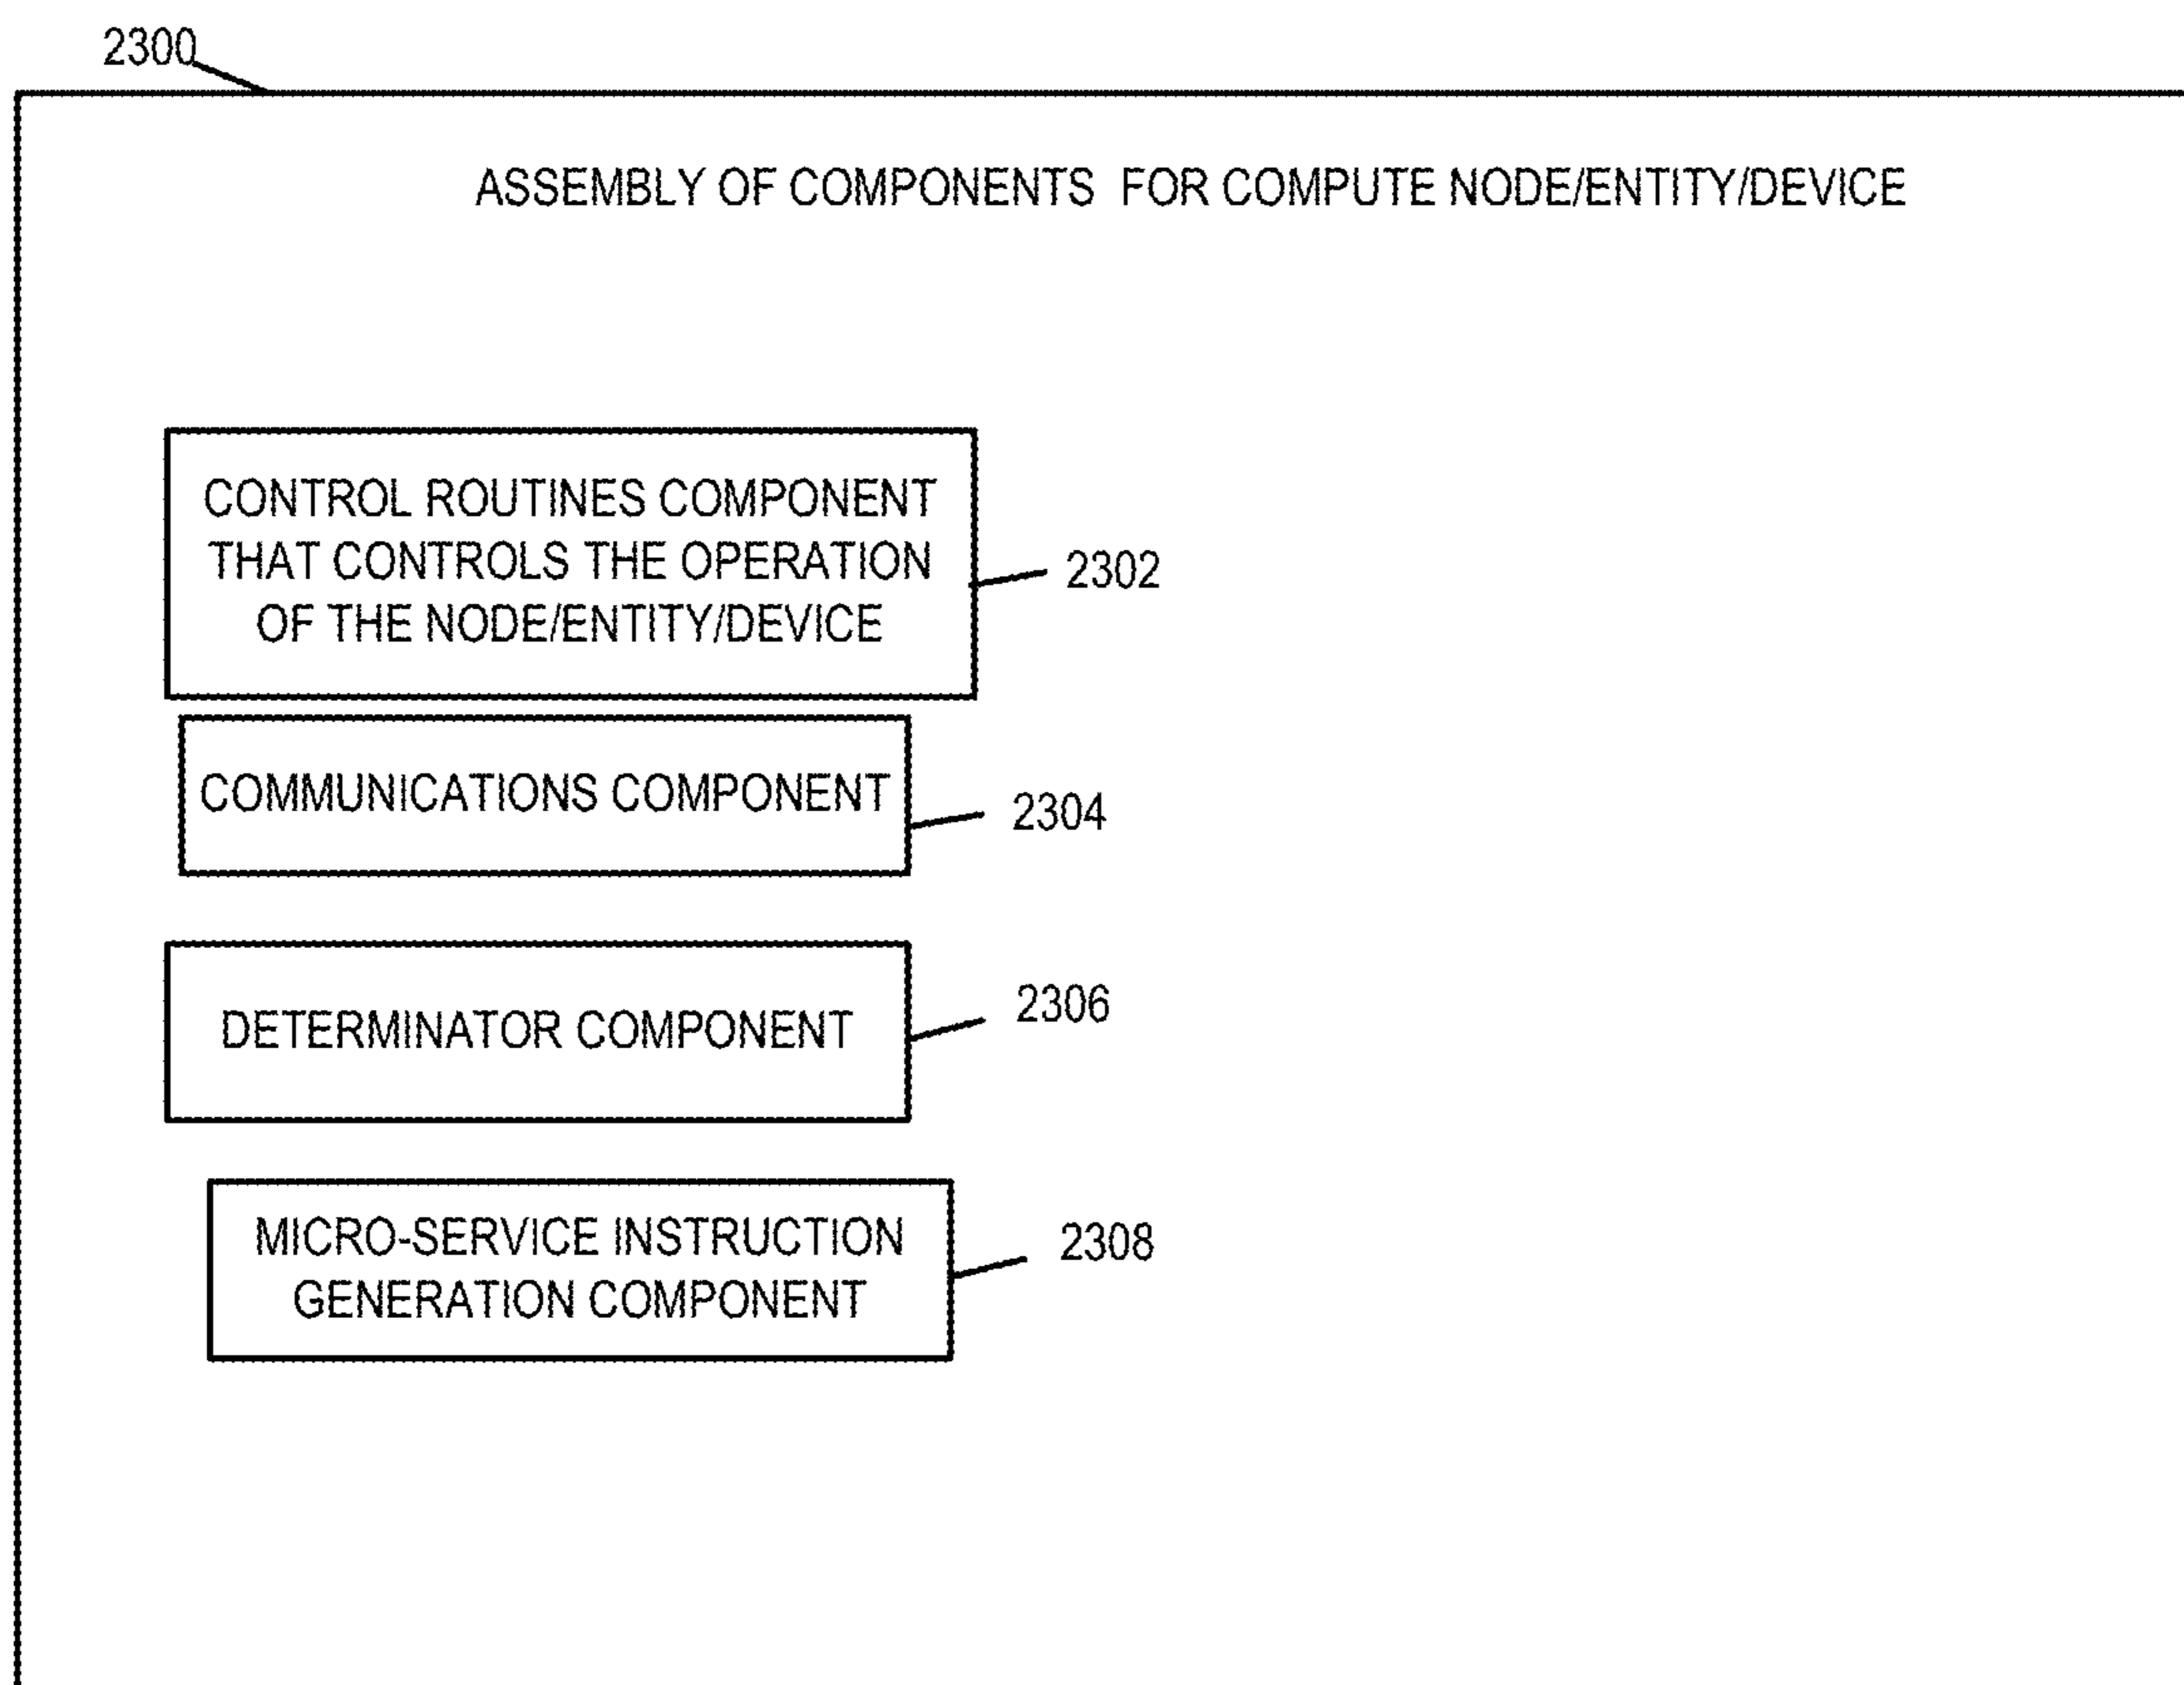 2300
ASSEMBLY OF COMPONENTS FOR COMPUTE NODE/ENTITY/DEVICE
CONTROL ROUTINES COMPONENT
THAT CONTROLS THE OPERATION
OF THE NODE/ENTITY/DEVICE
2302
COMMUNICATIONS COMPONENT
2304
DETERMINATOR COMPONENT
2306
MICRO-SERVICE INSTRUCTION
GENERATION COMPONENT
2308